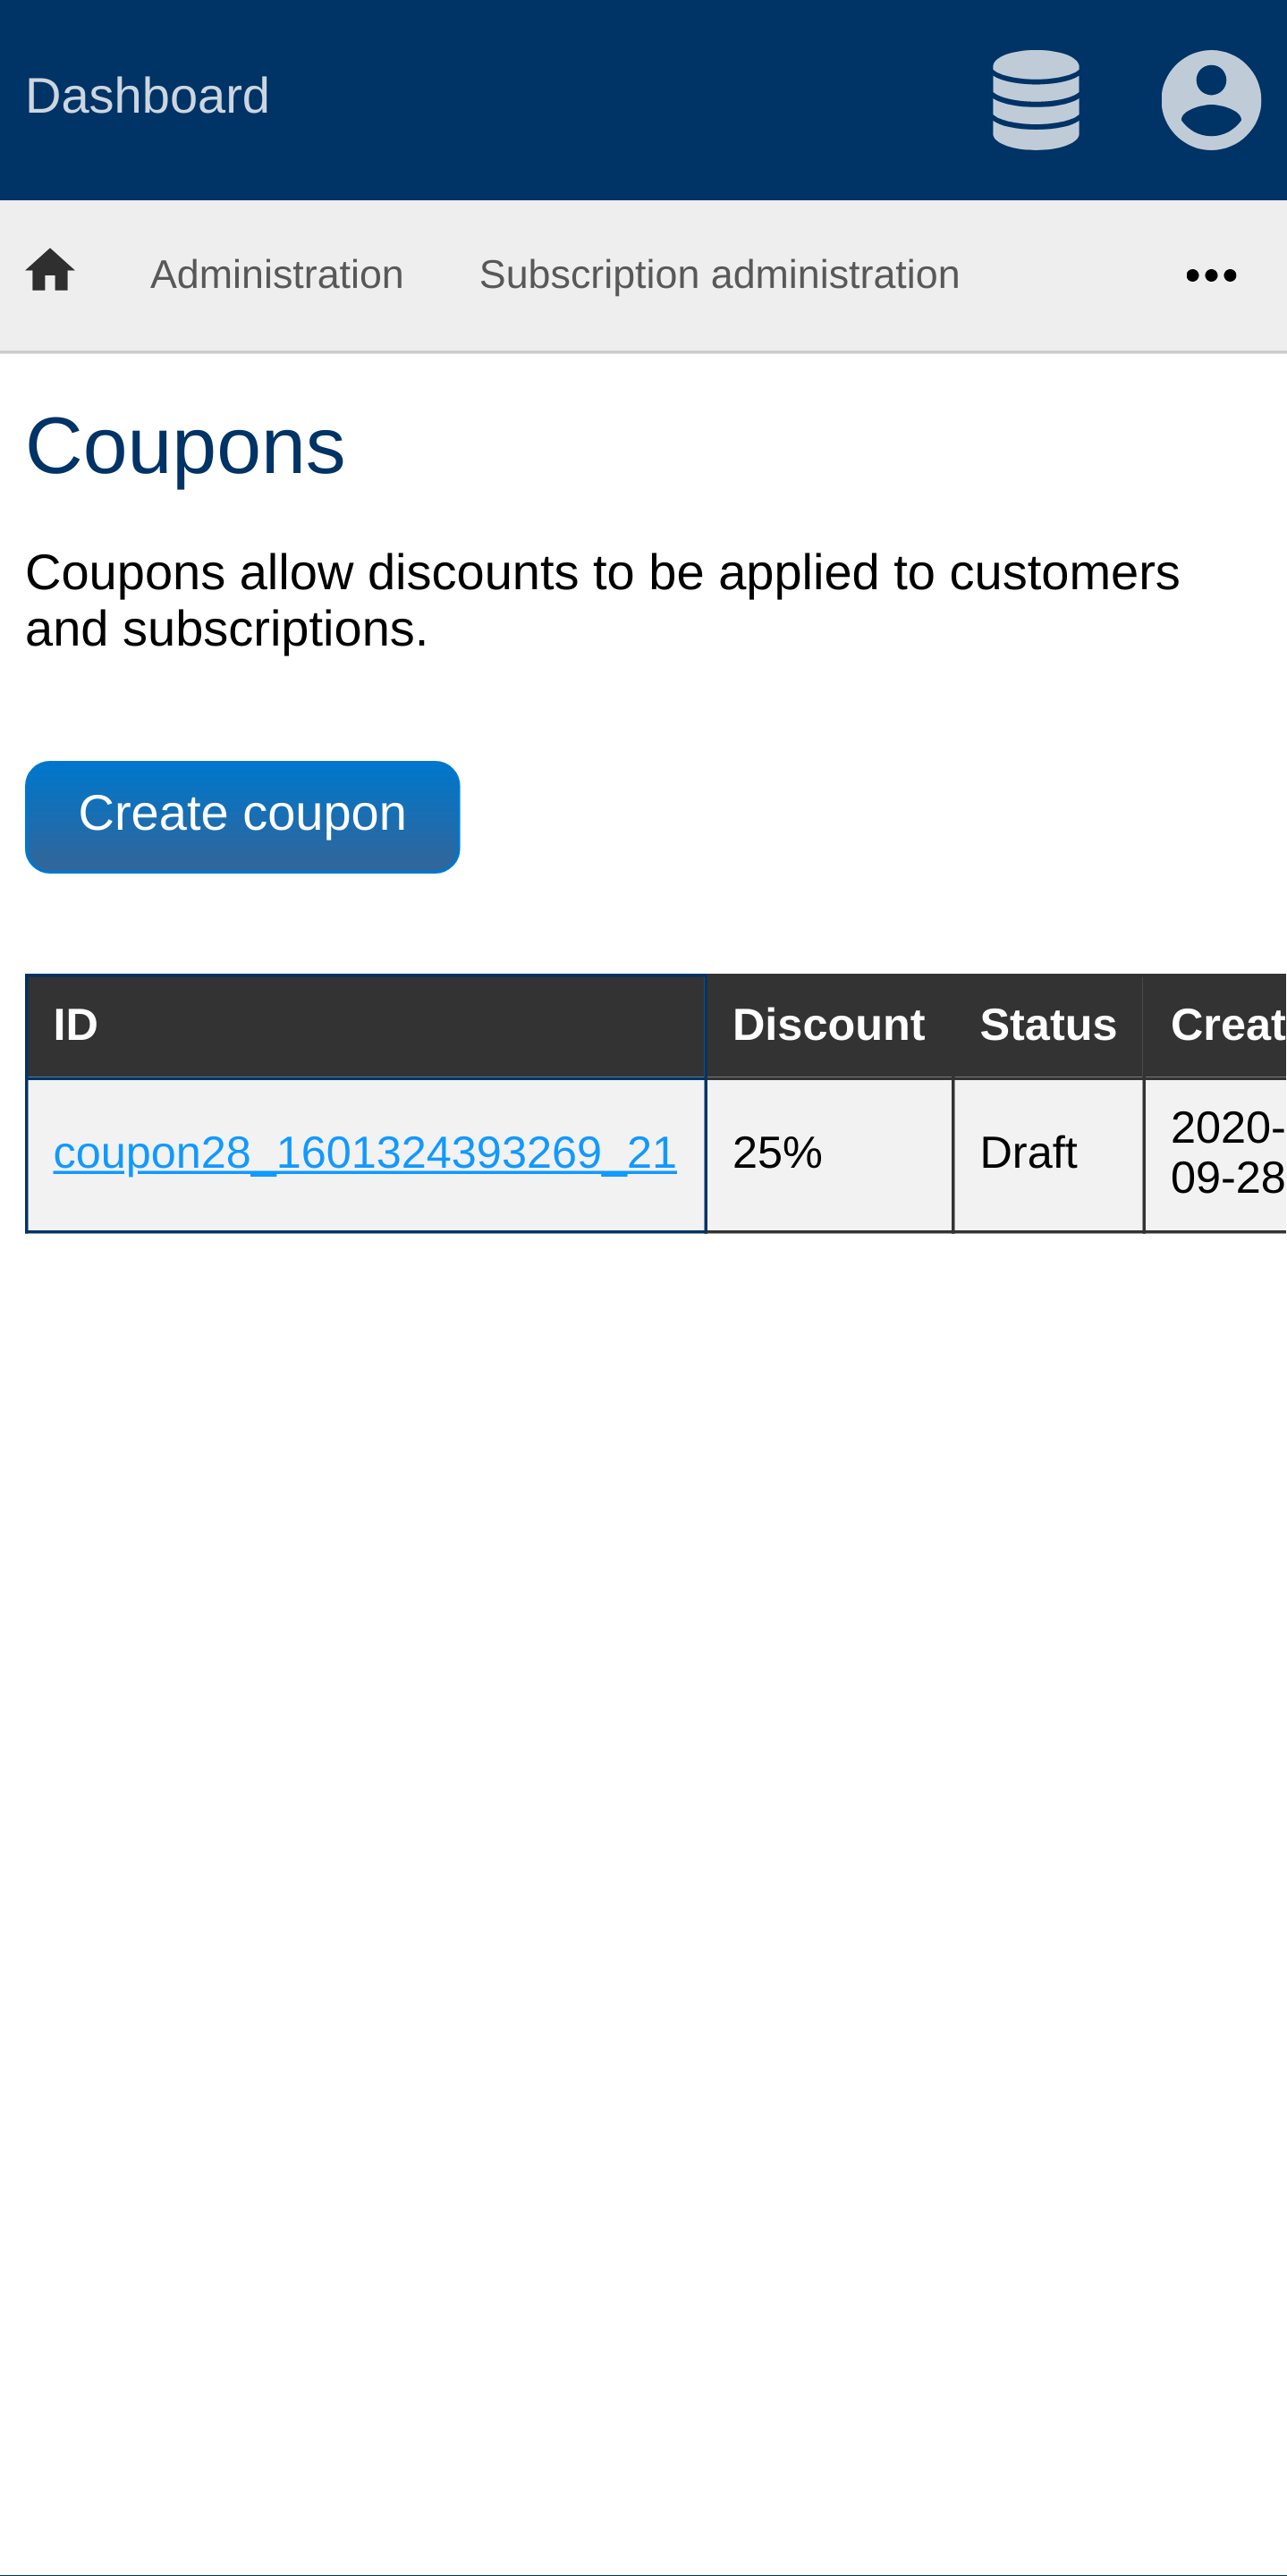 Dashboard
Administration Subscription administration
Coupons
Coupons allow discounts to be applied to customers
and subscriptions.
Create coupon
ID Discount Status Creat
coupon28_1601324393269_21 25% Draft 2020-
09-28